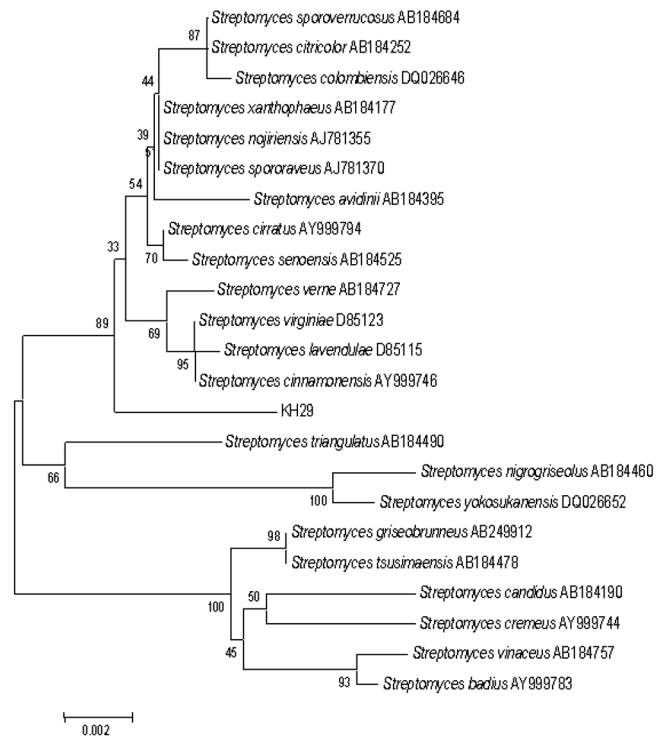 Streptomyces sporoverrucosus AB184684
87
Streptomyces citricolor AB184252
Streptomyces colombiensis DQ026646
44
Streptomyces xanthophaeus AB184177
39
Streptomyces nojiriensis AJ781355
5
Streptomyces spororaveus AJ781370
54
Streptomyces avidinii AB184395
Streptomyces cirratus AY999794
33
70
Streptomyces senoensis AB184525
Streptomyces verne AB184727
89
Streptomyces virginiae D85123
69
Streptomyces lavendulae D85115
95
Streptomyces cinnamonensis AY999746
KH29
Streptomyces triangulatus AB184490
66
Streptomyces nigrogriseolus AB184460
100
Streptomyces yokosukanensis DQ026652
98
Streptomyces griseobrunneus AB249912
Streptomyces tsusimaensis AB184478
50
Streptomyces candidus AB184190
100
Streptomyces cremeus AY999744
45
Streptomyces vinaceus AB184757
93
Streptomyces badius AY999783
0.002